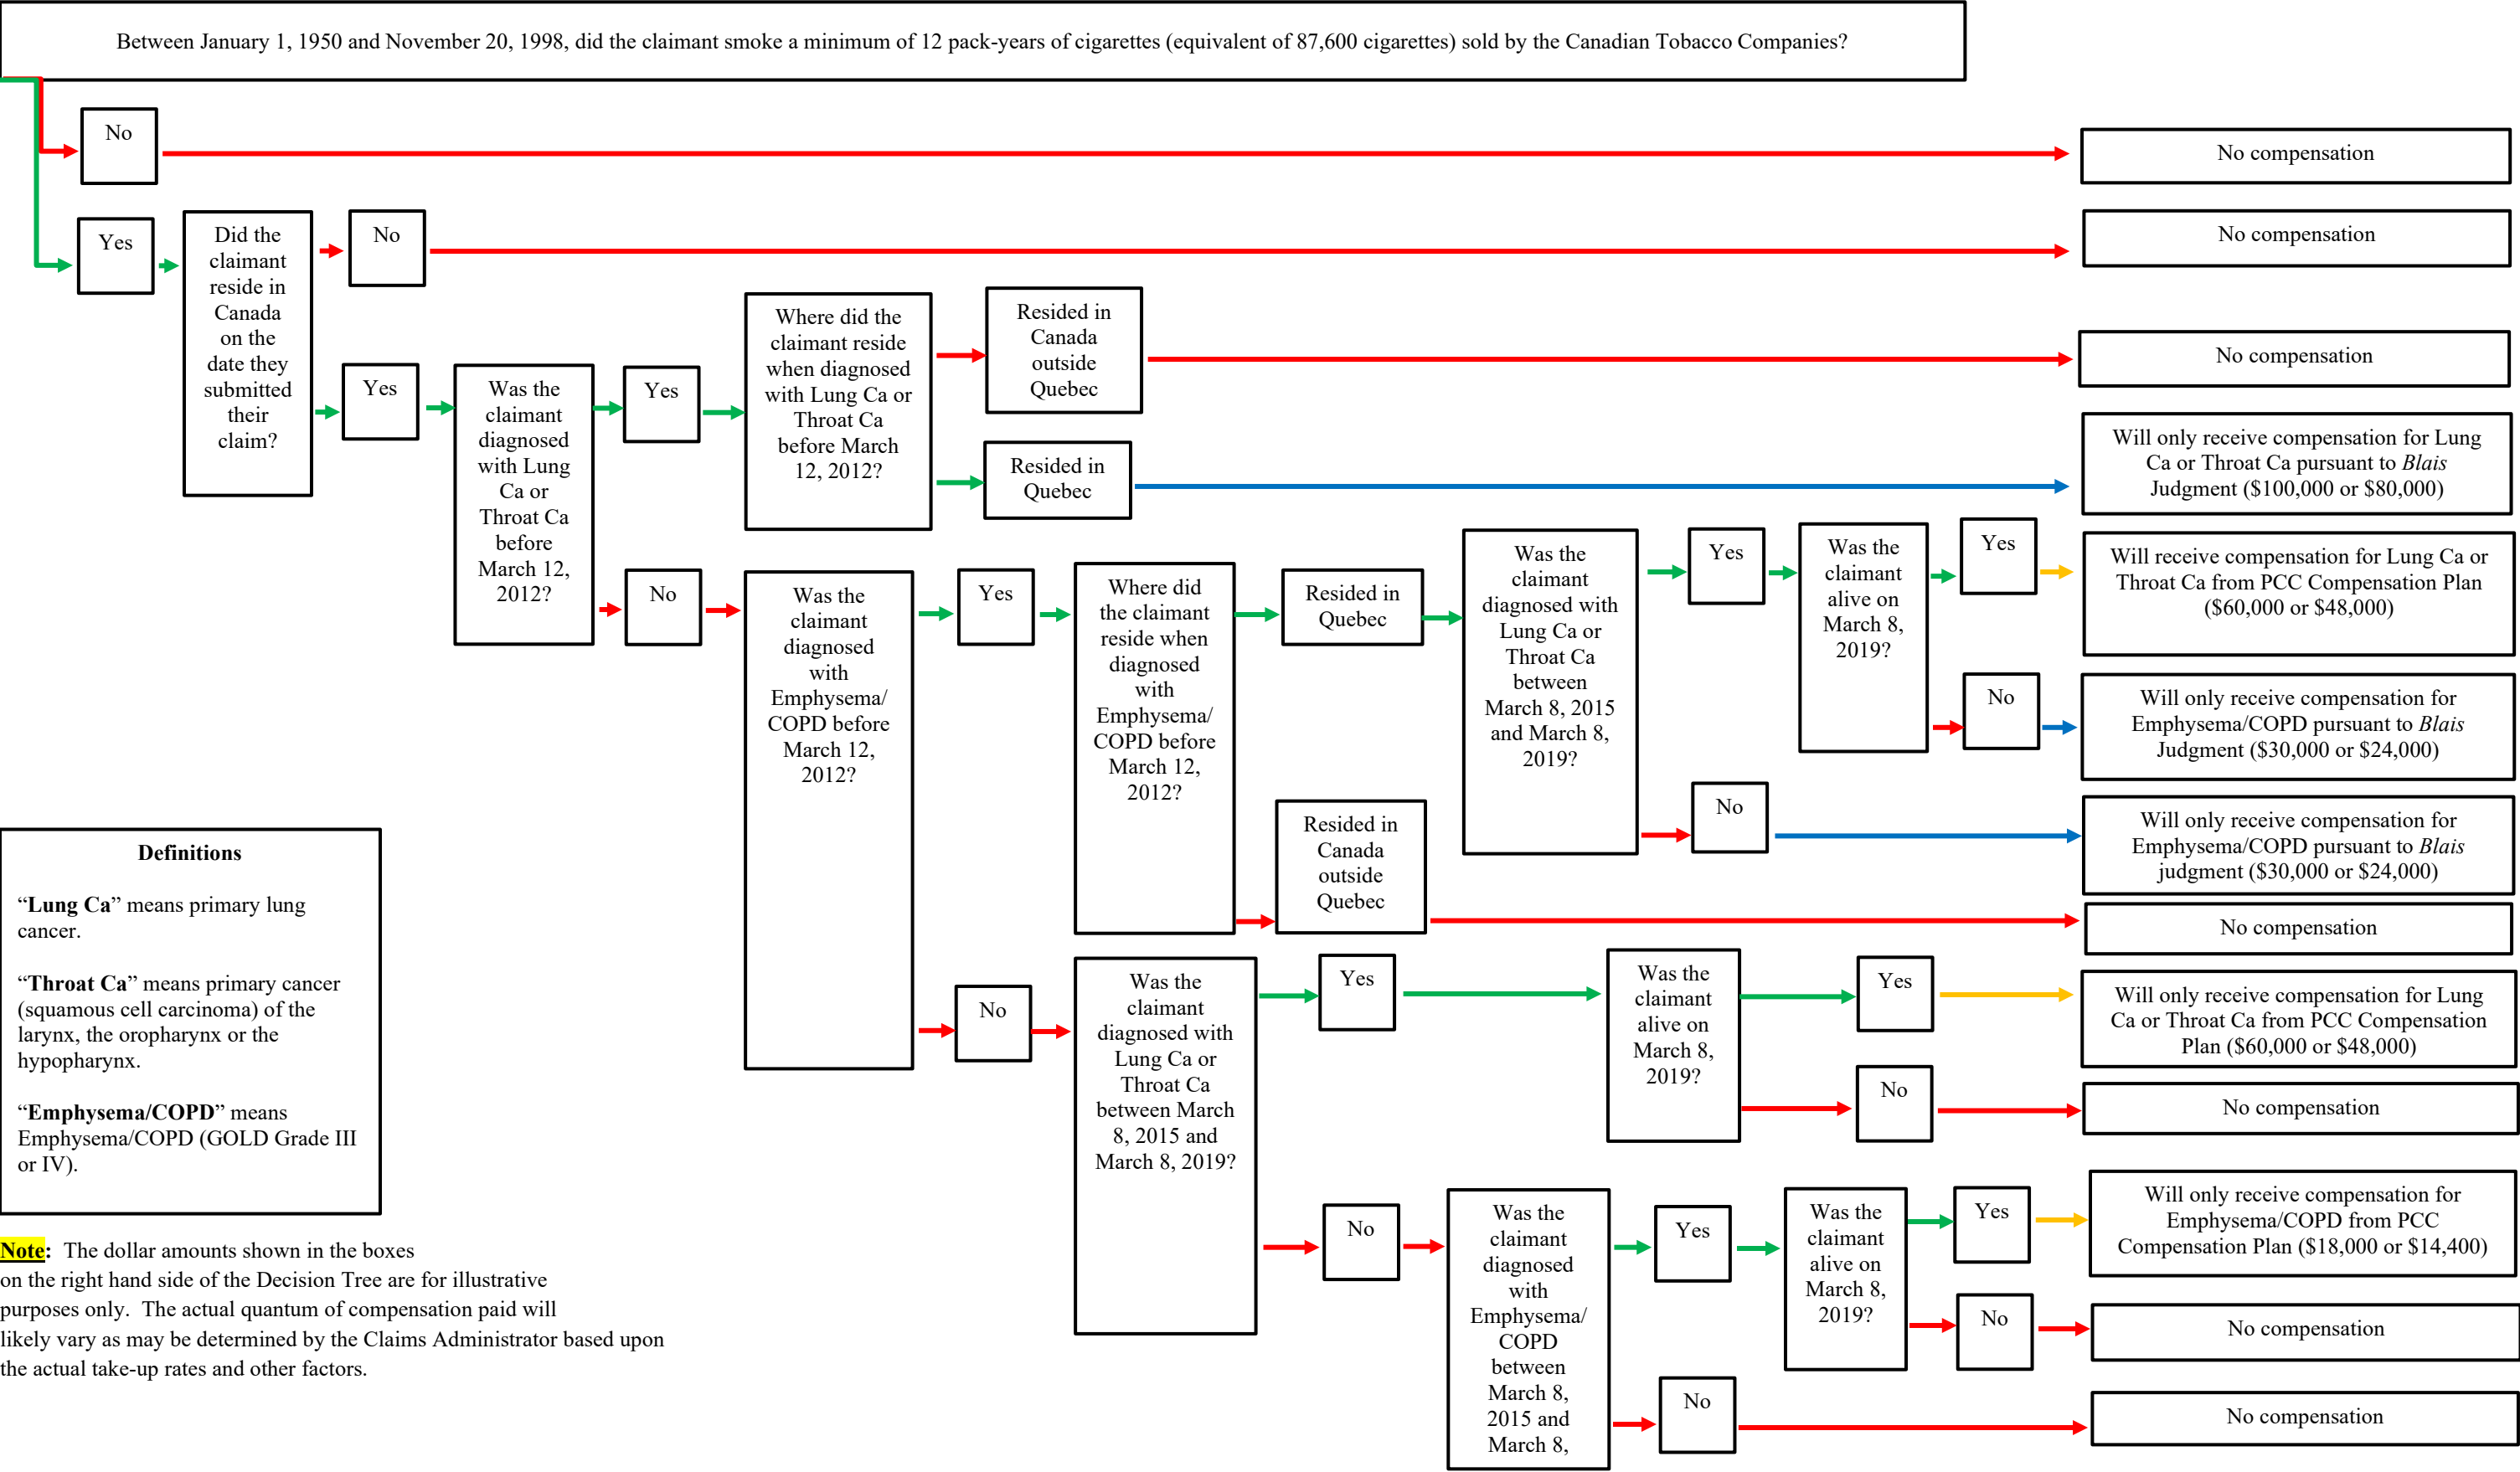 Between January 1, 1950 and November 20, 1998, did the claimant smoke a minimum of 12 pack-years of cigarettes (equivalent of 87,600 cigarettes) sold by the Canadian Tobacco Companies?
No
No compensation
Yes
Did the
claimant
reside in
Canada
on the
date they
submitted
their
claim?
No
No compensation
Yes
Was the
claimant
diagnosed
with Lung
Ca or
Throat Ca
before
March 12,
2012?
Yes
Where did the
claimant reside
when diagnosed
with Lung Ca or
Throat Ca
before March
12, 2012?
Resided in
Canada
outside
Quebec
No compensation
Resided in
Quebec
Will only receive compensation for Lung
Ca or Throat Ca pursuant to Blais
Judgment ($100,000 or $80,000)
No
Was the
claimant
diagnosed
with
Emphysema/
COPD before
March 12,
2012?
Yes
Where did
the claimant
reside when
diagnosed
with
Emphysema/
COPD before
March 12,
2012?
Resided in
Quebec
Was the
claimant
diagnosed with
Lung Ca or
Throat Ca
between
March 8, 2015
and March 8,
2019?
Yes
Was the
claimant
alive on
March 8,
2019?
Yes
Will receive compensation for Lung Ca or
Throat Ca from PCC Compensation Plan
($60,000 or $48,000)
No
Will only receive compensation for
Emphysema/COPD pursuant to Blais
Judgment ($30,000 or $24,000)
No
Will only receive compensation for
Emphysema/COPD pursuant to Blais
judgment ($30,000 or $24,000)
Resided in
Canada
outside
Quebec
No compensation
No
Was the
claimant
diagnosed with
Lung Ca or
Throat Ca
between March
8, 2015 and
March 8, 2019?
Yes
Was the
claimant
alive on
March 8,
2019?
Yes
Will only receive compensation for Lung
Ca or Throat Ca from PCC Compensation
Plan ($60,000 or $48,000)
No
No compensation
No
Was the
claimant
diagnosed
with
Emphysema/
COPD
between
March 8,
2015 and
March 8,
Yes
Was the
claimant
alive on
March 8,
2019?
Yes
Will only receive compensation for
Emphysema/COPD from PCC
Compensation Plan ($18,000 or $14,400)
No
No compensation
No
No compensation
Definitions
“Lung Ca” means primary lung
cancer.
“Throat Ca” means primary cancer
(squamous cell carcinoma) of the
larynx, the oropharynx or the
hypopharynx.
“Emphysema/COPD” means
Emphysema/COPD (GOLD Grade III
or IV).
Note: The dollar amounts shown in the boxes
on the right hand side of the Decision Tree are for illustrative
purposes only. The actual quantum of compensation paid will
likely vary as may be determined by the Claims Administrator based upon
the actual take-up rates and other factors.